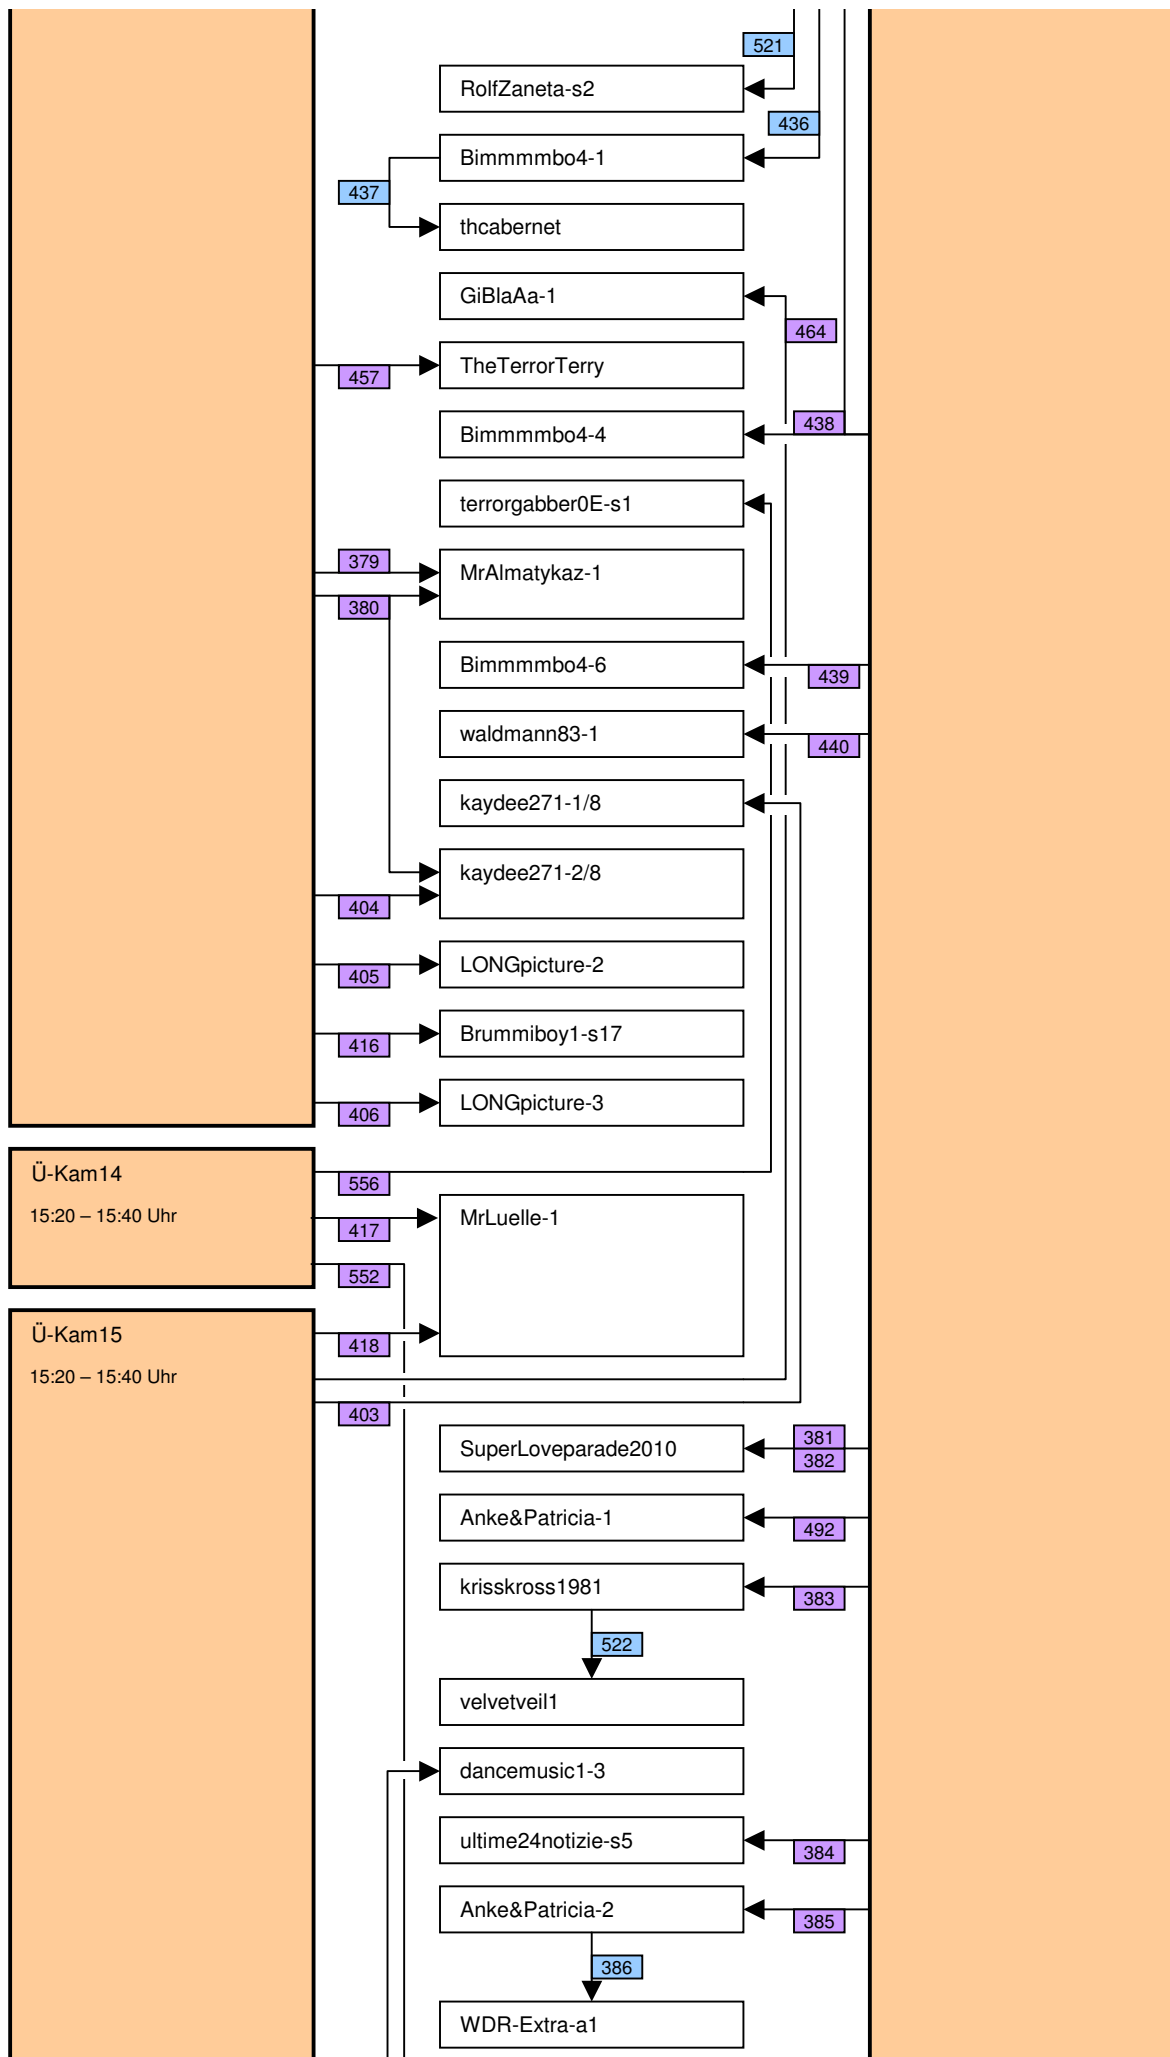 521
RolfZaneta-s2
436
Bimmmmbo4-1
437
thcabernet
GiBlaAa-1
464
TheTerrorTerry
457
438
Bimmmmbo4-4
terrorgabber0E-s1
379
MrAlmatykaz-1
380
Bimmmmbo4-6
439
waldmann83-1
440
kaydee271-1/8
kaydee271-2/8
404
LONGpicture-2
405
Brummiboy1-s17
416
LONGpicture-3
406
Ü-Kam14
556
15:20 – 15:40 Uhr
MrLuelle-1
417
552
Ü-Kam15
418
15:20 – 15:40 Uhr
403
381
SuperLoveparade2010
382
Anke&Patricia-1
492
krisskross1981
383
522
velvetveil1
dancemusic1-3
ultime24notizie-s5
384
Anke&Patricia-2
385
386
WDR-Extra-a1